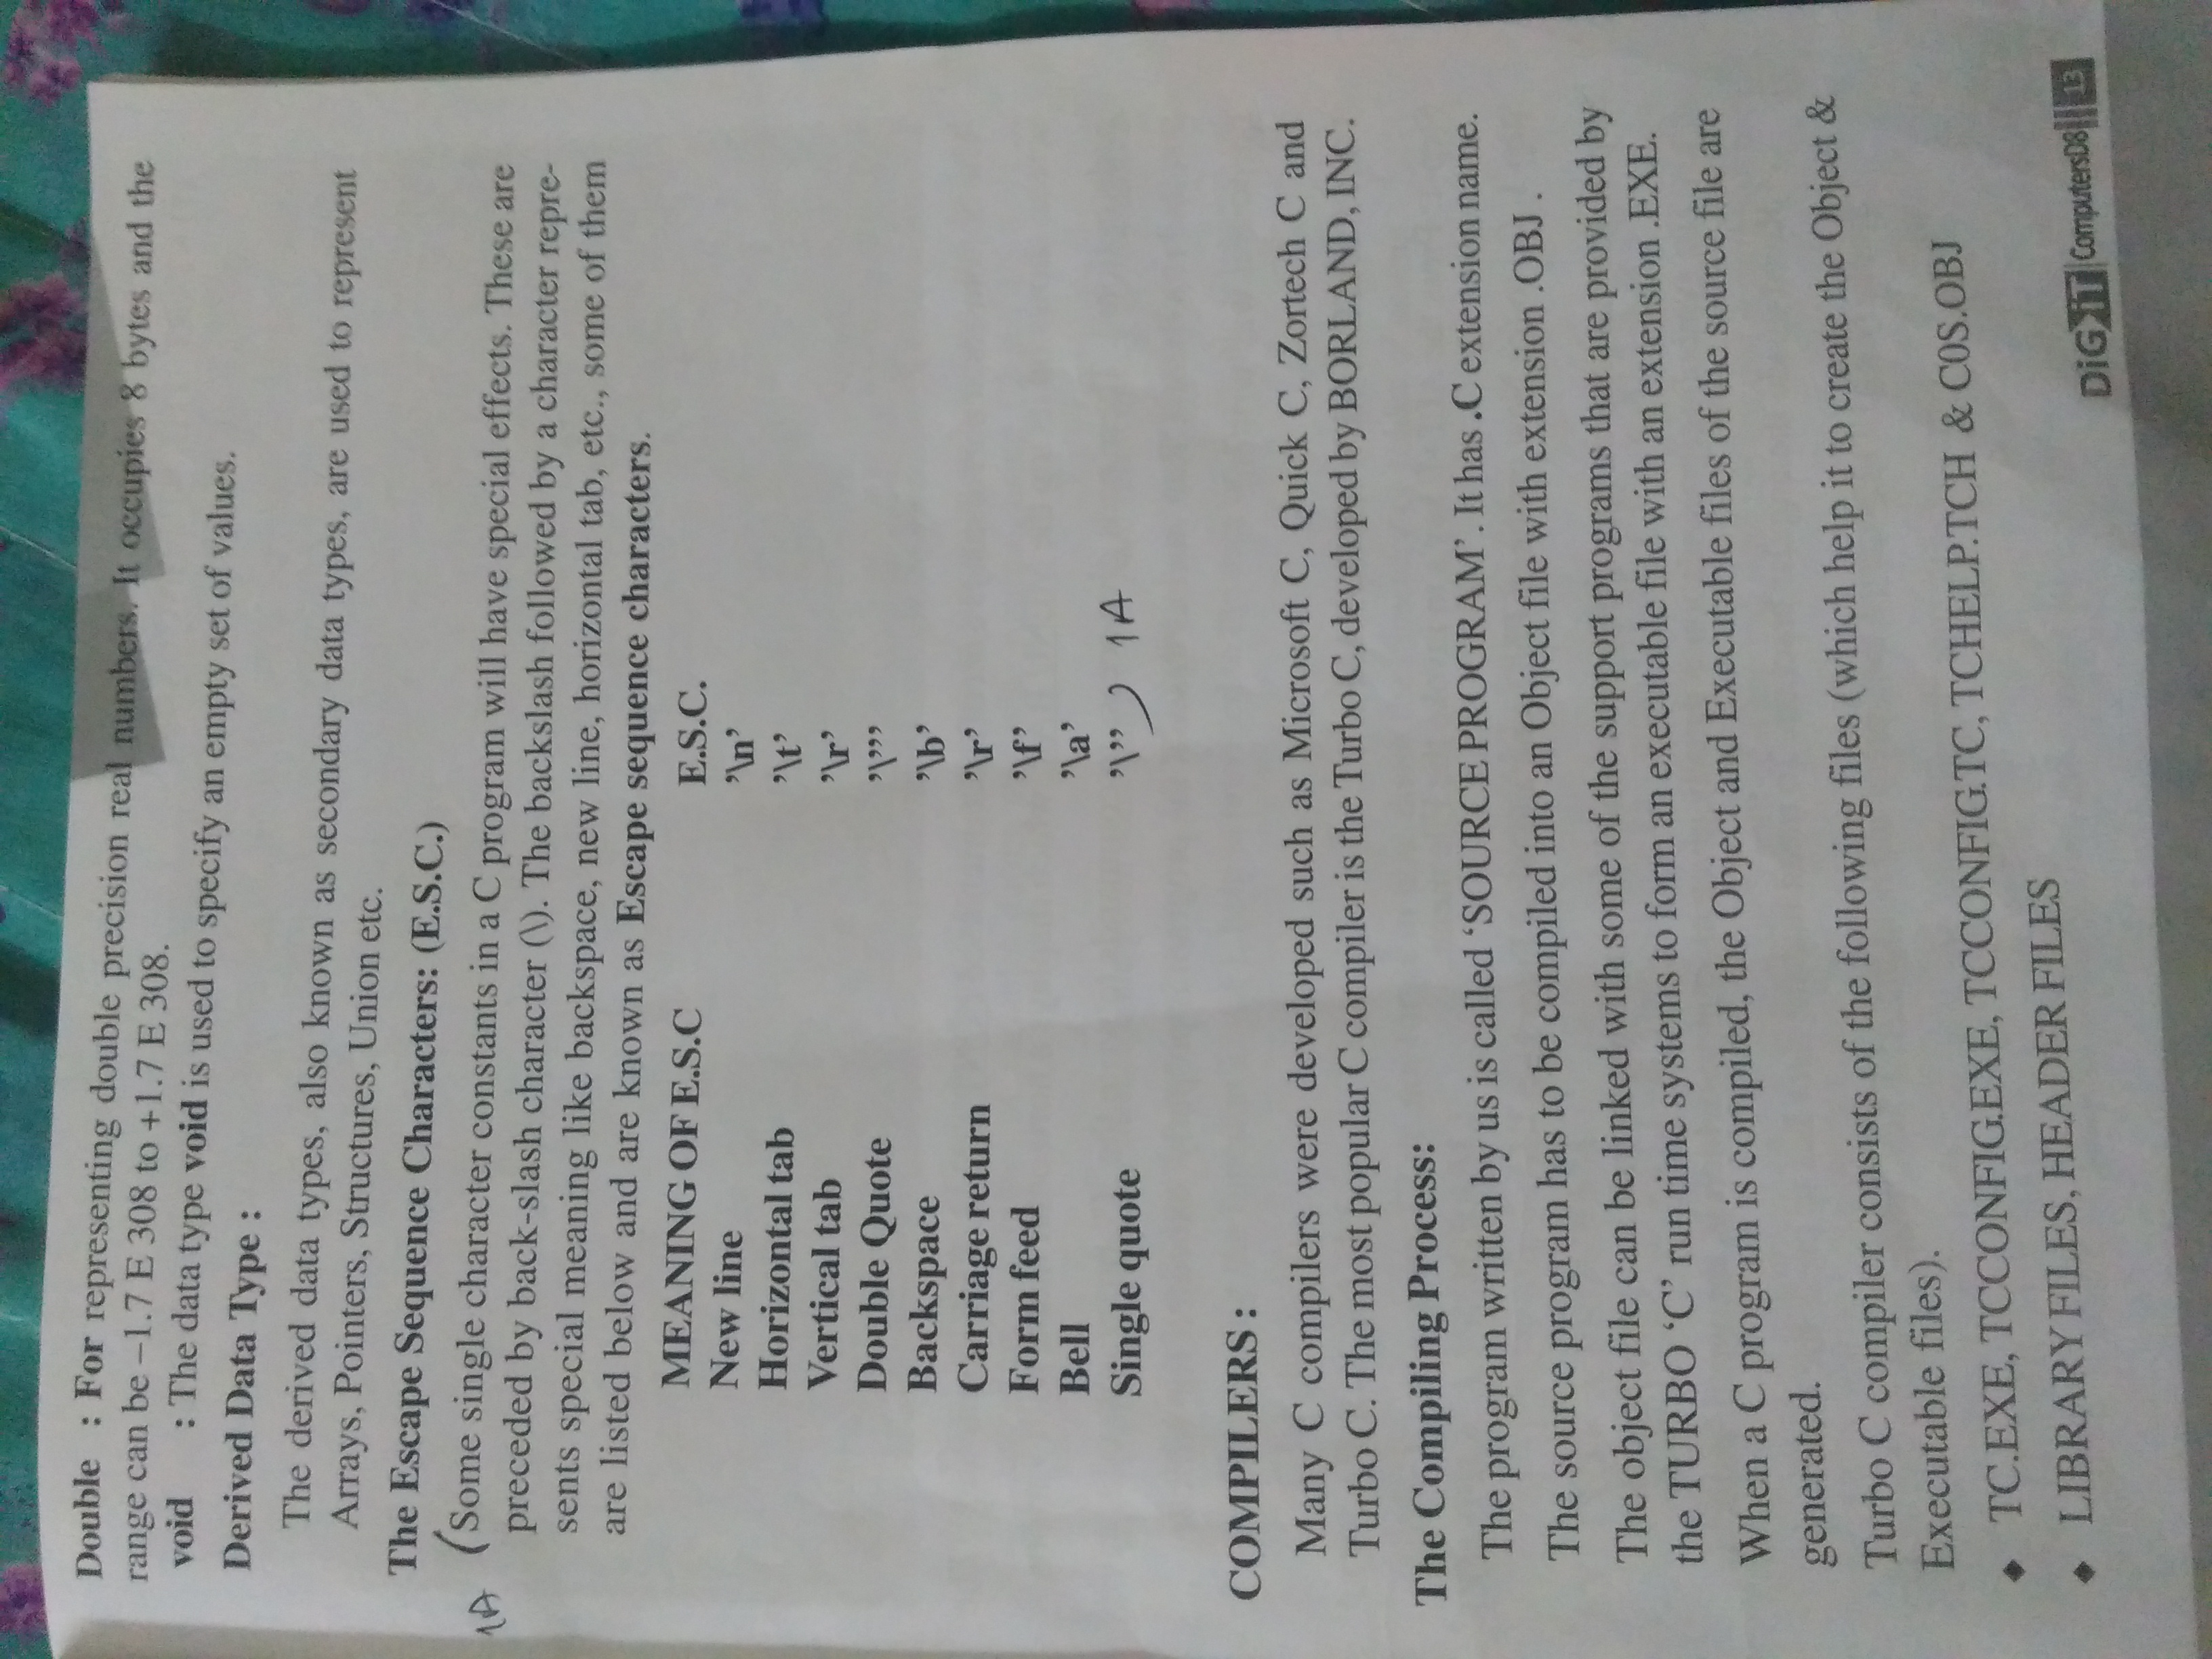 Double : For representing double precision real numbers. It occupies 8 bytes and the
range can be –1.7 E 308 to +1.7 E 308.
void : The data type void is used to specify an empty set of values.
Derived Data Type :
The derived data types, also known as secondary data types, are used to represent
Arrays, Pointers, Structures, Union etc.
The Escape Sequence Characters: (E.S.C.)
1A (Some single character constants in a C program will have special effects. These are
preceded by back-slash character (\). The backslash followed by a character repre-
sents special meaning like backspace, new line, horizontal tab, etc., some of them
are listed below and are known as Escape sequence characters.
MEANING OF E.S.C E.S.C.
New line ’\n’
Horizontal tab ’\t’
Vertical tab ’\r’
Double Quote ’\”’
Backspace ’\b’
Carriage return ’\r’
Form feed ’\f’
Bell ’\a’
Single quote ’\’’ ) 1A
COMPILERS :
Many C compilers were developed such as Microsoft C, Quick C, Zortech C and
Turbo C. The most popular C compiler is the Turbo C, developed by BORLAND, INC.
The Compiling Process:
The program written by us is called ‘SOURCE PROGRAM’. It has .C extension name.
The source program has to be compiled into an Object file with extension .OBJ .
The object file can be linked with some of the support programs that are provided by
the TURBO ‘C’ run time systems to form an executable file with an extension .EXE.
When a C program is compiled, the Object and Executable files of the source file are
generated.
Turbo C compiler consists of the following files (which help it to create the Object &
Executable files).
◆ TC.EXE, TCCONFIG.EXE, TCCONFIG.TC, TCHELP.TCH & C0S.OBJ
◆ LIBRARY FILES, HEADER FILES
DiGiT ComputersD8 13